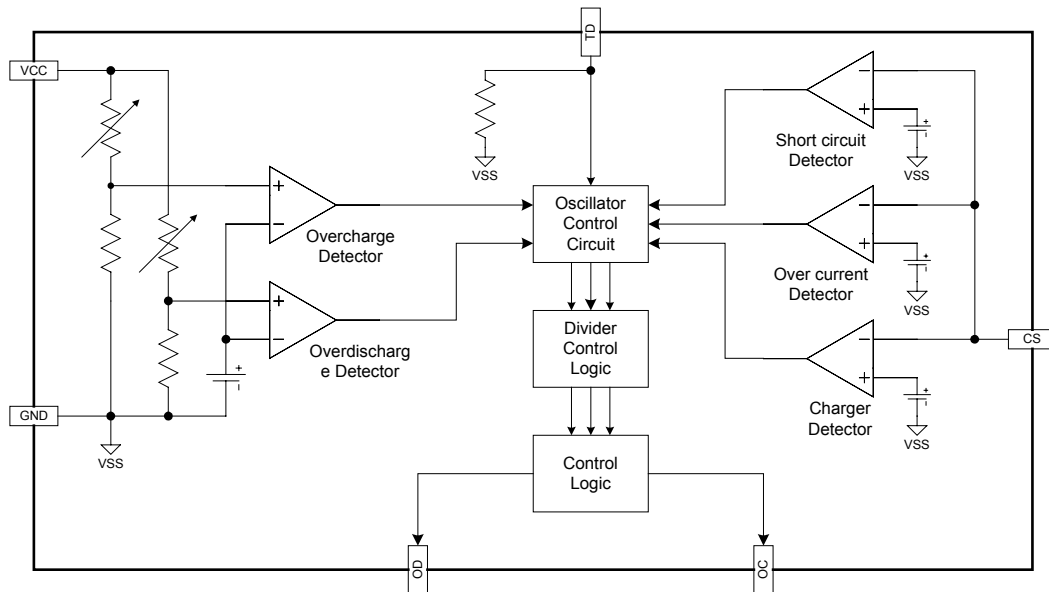 TD
VCC
VSS
Short circuit
Detector
VSS
Oscillator
Control
Circuit
Overcharge
Detector
Over current
Detector
VSS
Divider
Control
Logic
Overdischarg
e Detector
CS
Charger
Detector
VSS
GND
VSS
Control
Logic
OD
OC